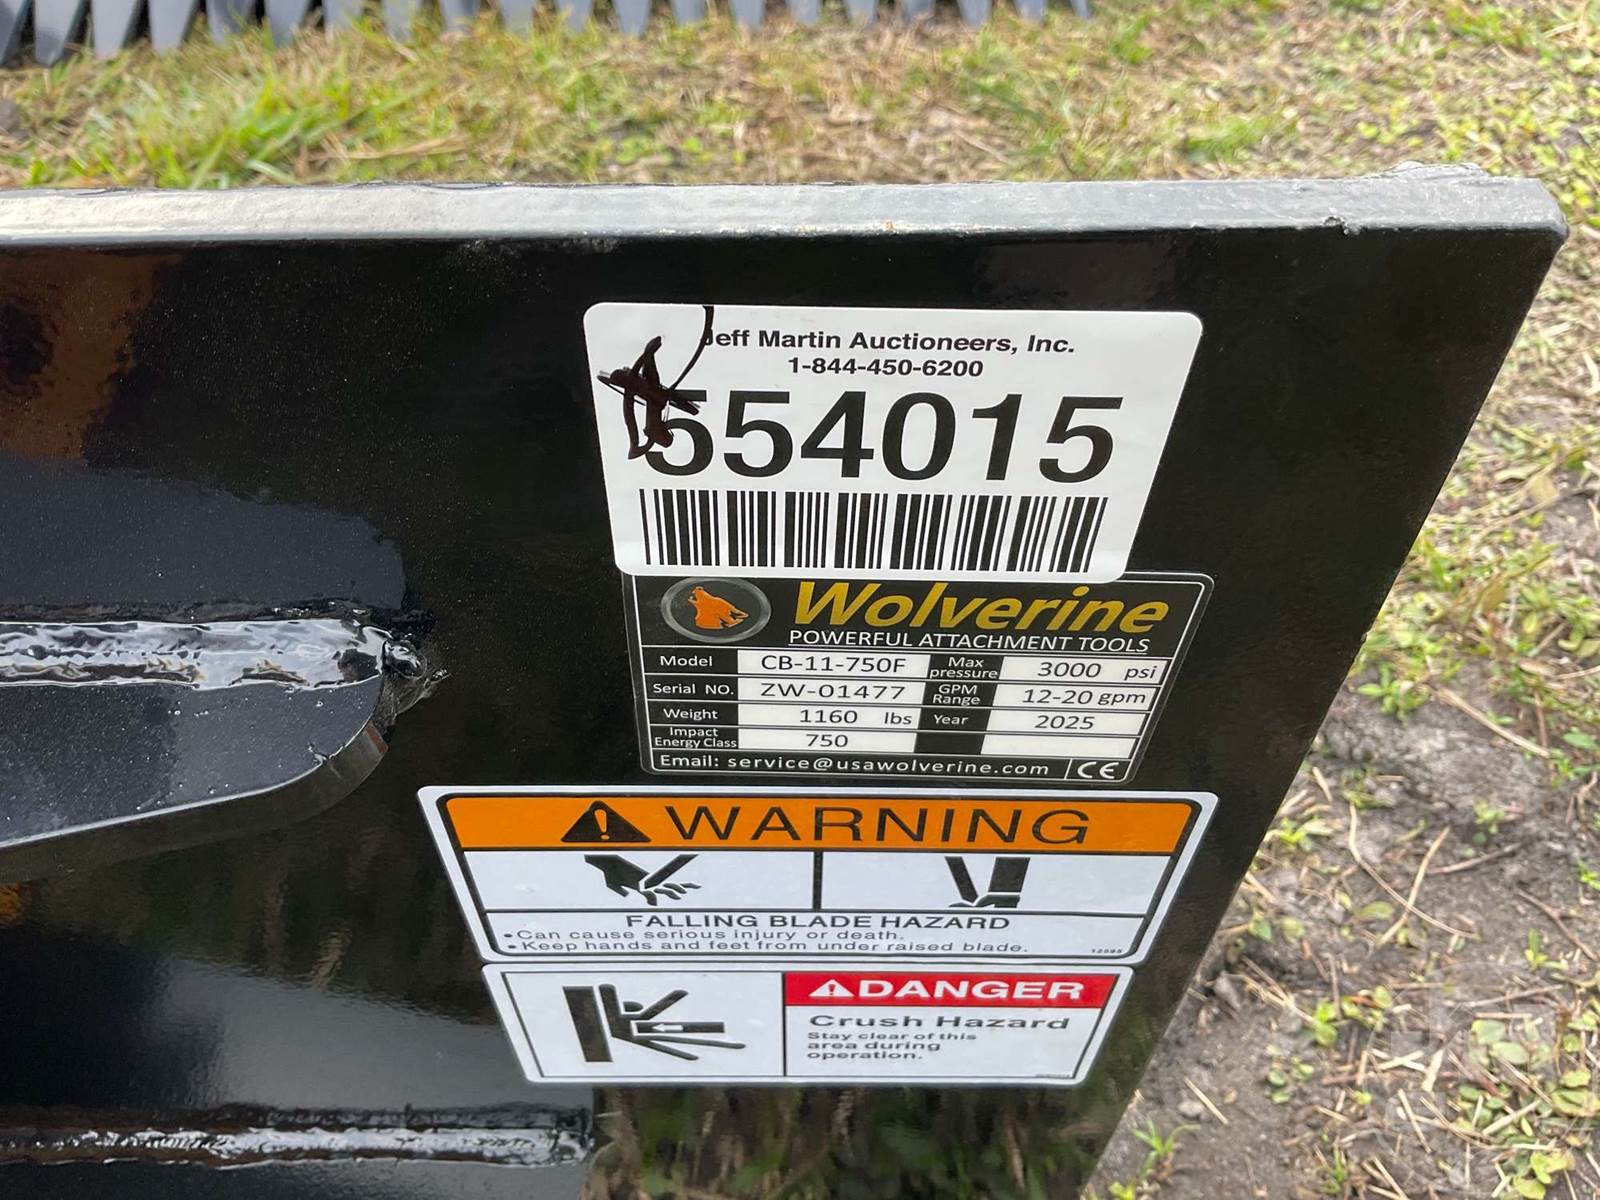 Jeff Martin Auctioneers, Inc.
1-844-450-6200
554015
Wolverine
POWERFUL ATTACHMENT TOOLS
Model CB-11-750F Max pressure 3000 psi
Serial NO. ZW-01477 GPM Range 12-20 gpm
Weight 1160 lbs Year 2025
Impact Energy Class 750
Email: service@usawolverine.com CE
WARNING
FALLING BLADE HAZARD
•Can cause serious injury or death.
•Keep hands and feet from under raised blade.
12595
DANGER
Crush Hazard
Stay clear of this
area during
operation.